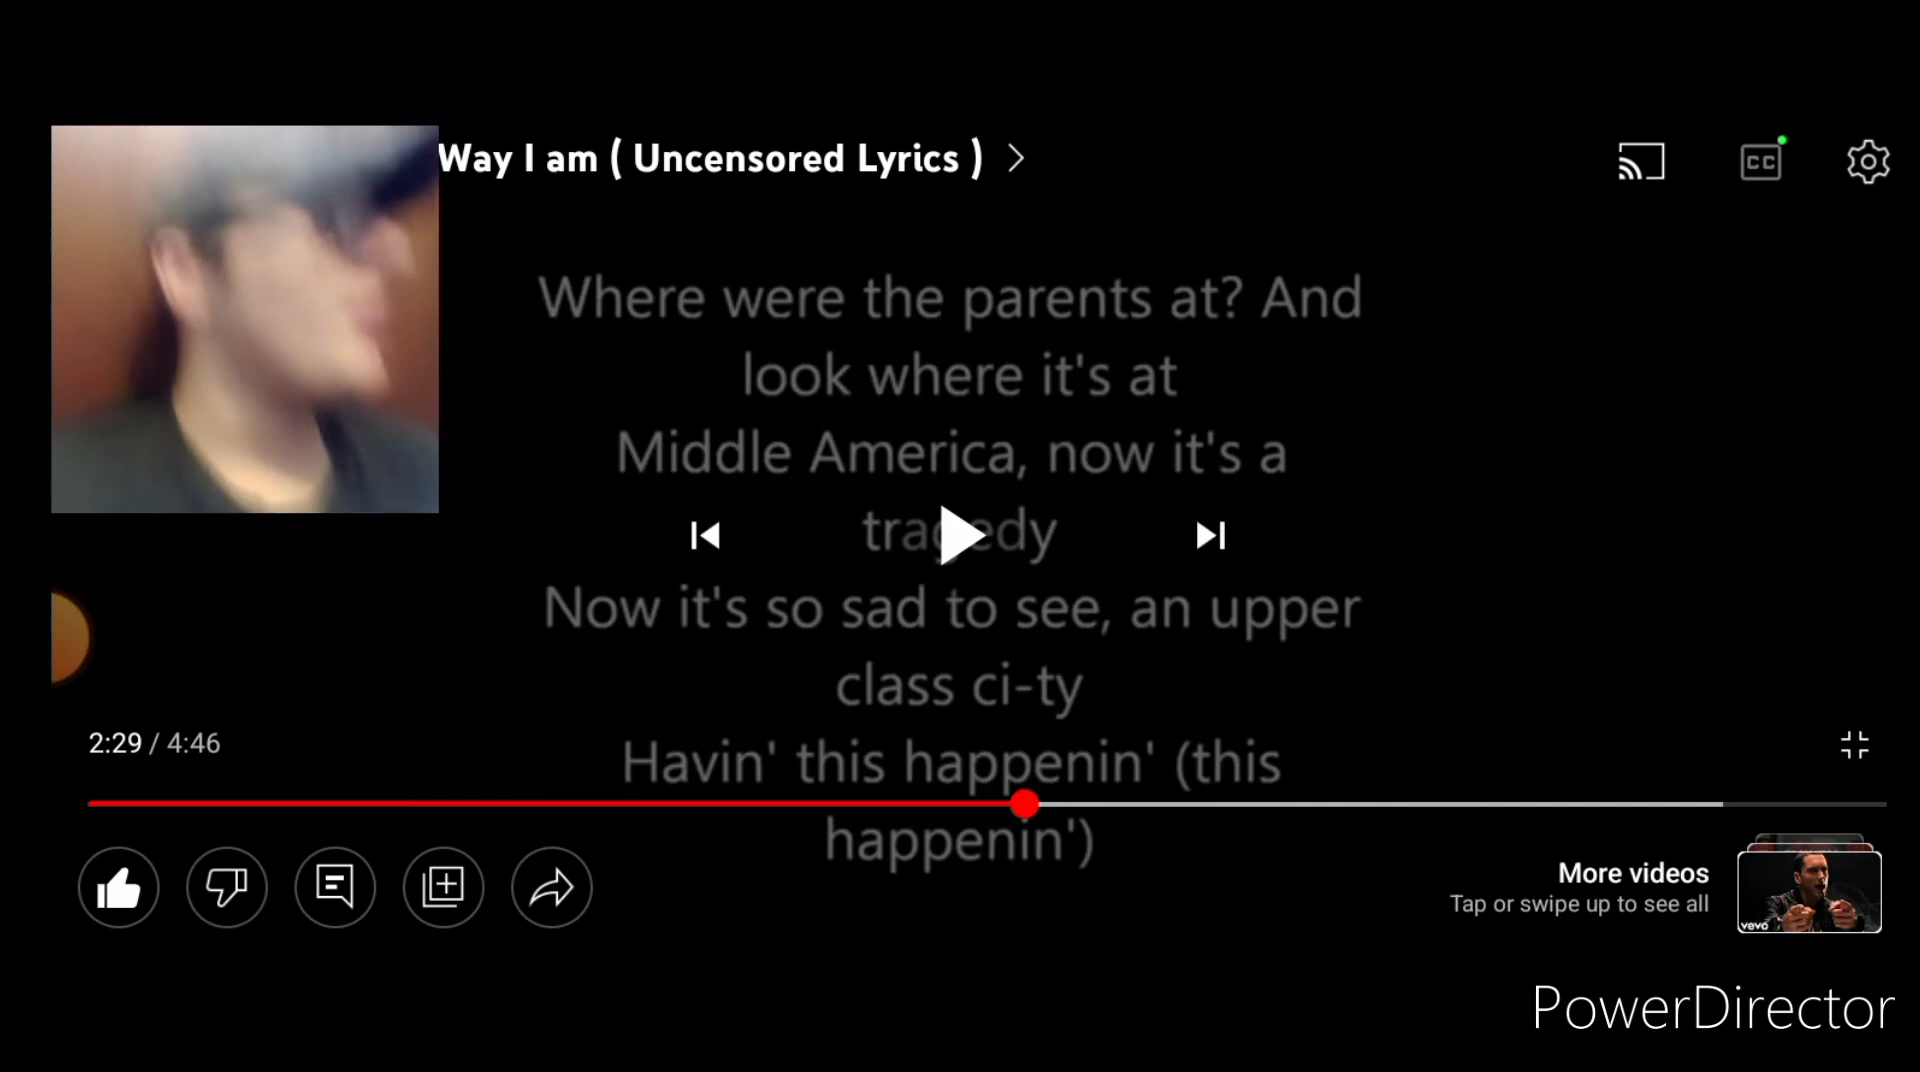 Way I am ( Uncensored Lyrics )
CC
Where were the parents at? And
look where it's at
Middle America, now it's a
tragedy
Now it's so sad to see, an upper
class ci-ty
Havin' this happenin' (this
happenin')
2:29 / 4:46
More videos
Tap or swipe up to see all
vevo
PowerDirector